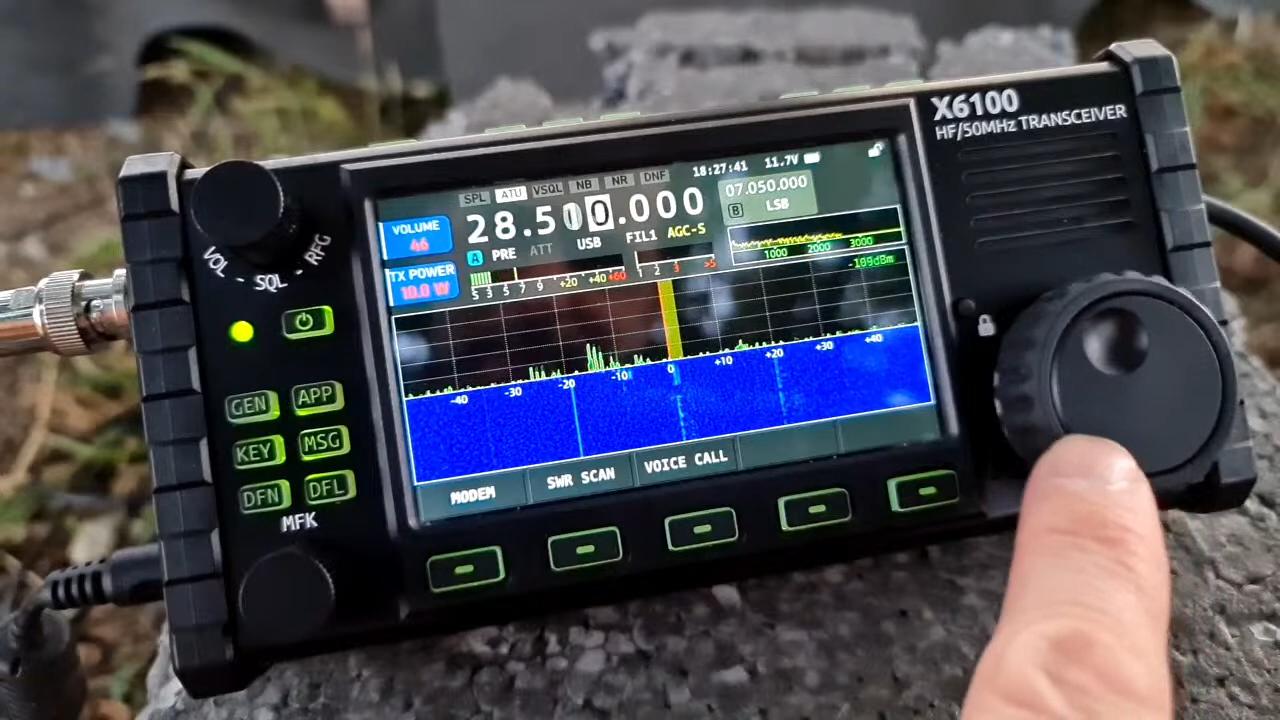 X6100
HF/50MHz TRANSCEIVER
18:27:41 11.7V
SPL ATU VSQL NB NR DNF
28.510.000
07.050.000
B LSB
A PRE ATT USB FIL1 AGC-S
VOLUME
46
TX POWER
10.0 W
S 3 5 7 9 +20 +40 +60
1 2 3 >5
1000 2000 3000
-109dBm
-40 -30 -20 -10 0 +10 +20 +30 +40
MODEM SWR SCAN VOICE CALL
VOL - SQL - RFG
GEN APP
KEY MSG
DFN DFL
MFK